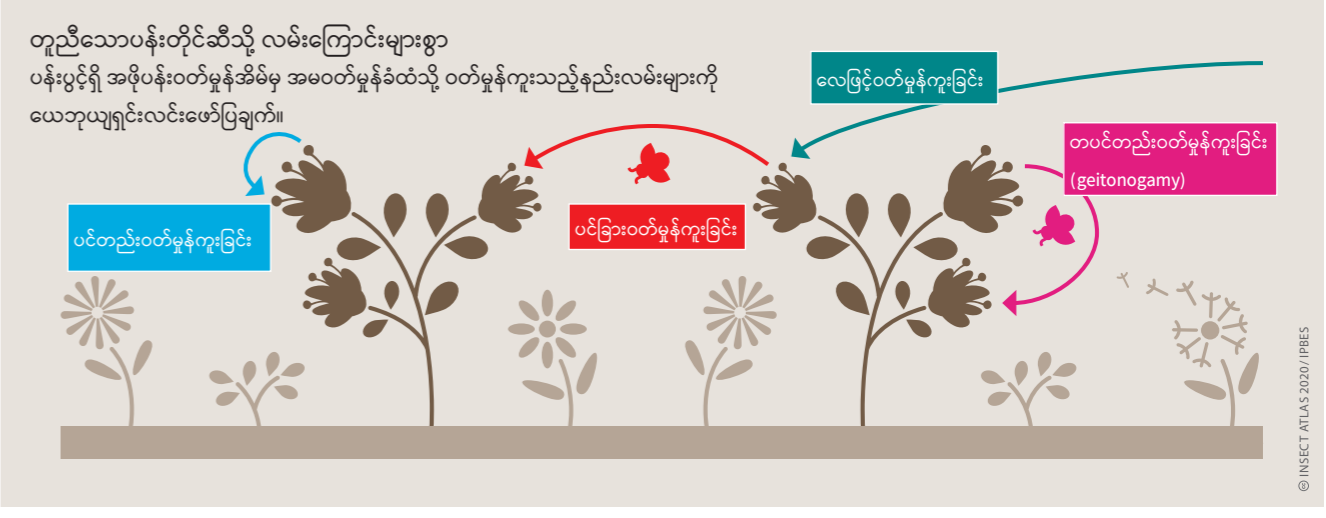 တူညီသောပန်းတိုင်ဆီသို့ လမ်းကြောင်းများစွာ
ပန်းပွင့်ရှိ အဖိုပန်းဝတ်မှုန်အိမ်မှ အမဝတ်မှုန်ခံထံသို့ ဝတ်မှုန်ကူးသည့်နည်းလမ်းများကို
ယေဘုယျရှင်းလင်းဖော်ပြချက်။
လေဖြင့်ဝတ်မှုန်ကူးခြင်း
တပင်တည်းဝတ်မှုန်ကူးခြင်း
(geitonogamy)
ပင်တည်းဝတ်မှုန်ကူးခြင်း
ပင်ခြားဝတ်မှုန်ကူးခြင်း
© INSECT ATLAS 2020 / IPBES